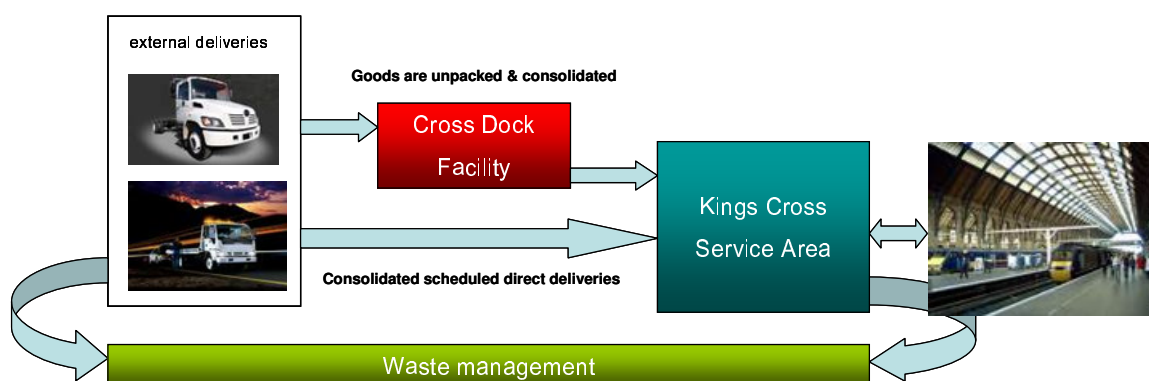 external deliveries
Goods are unpacked & consolidated
Cross Dock
Facility
Kings Cross
Service Area
Consolidated scheduled direct deliveries
Waste management